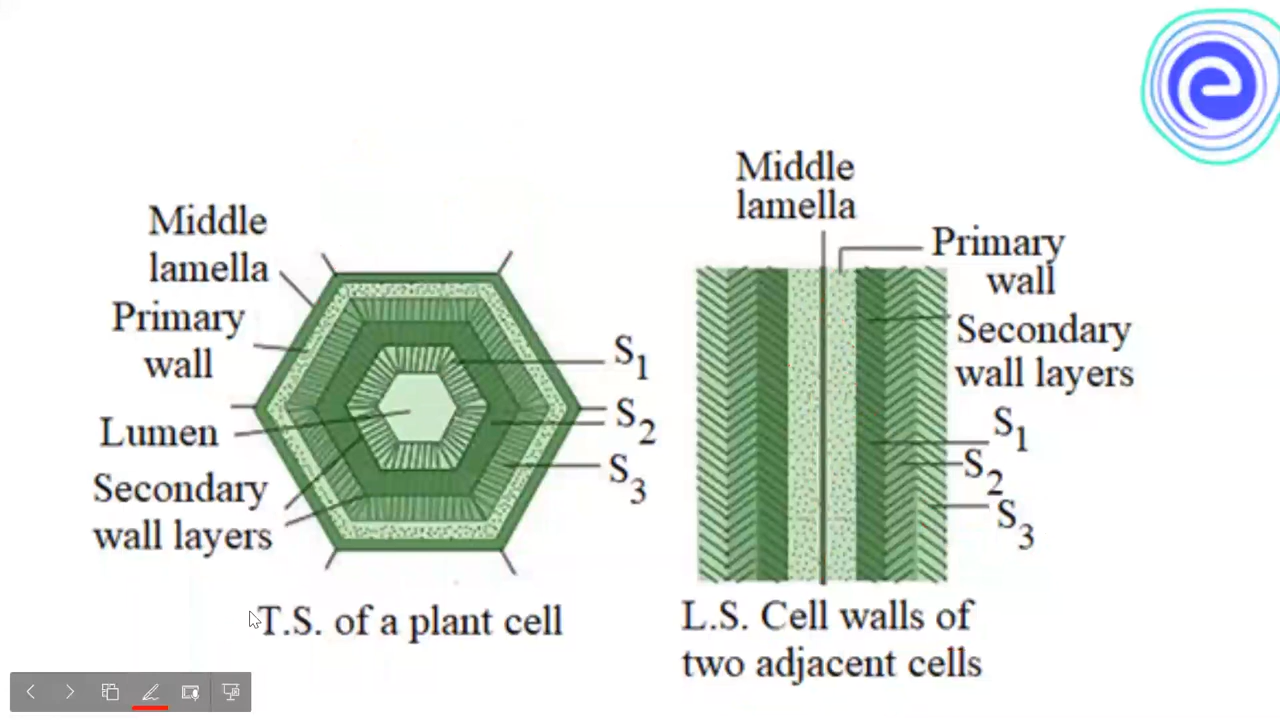 Middle
lamella
Primary
wall
Lumen
Secondary
wall layers
S1
S2
S3
T.S. of a plant cell
Middle
lamella
Primary
wall
Secondary
wall layers
S1
S2
S3
L.S. Cell walls of
two adjacent cells